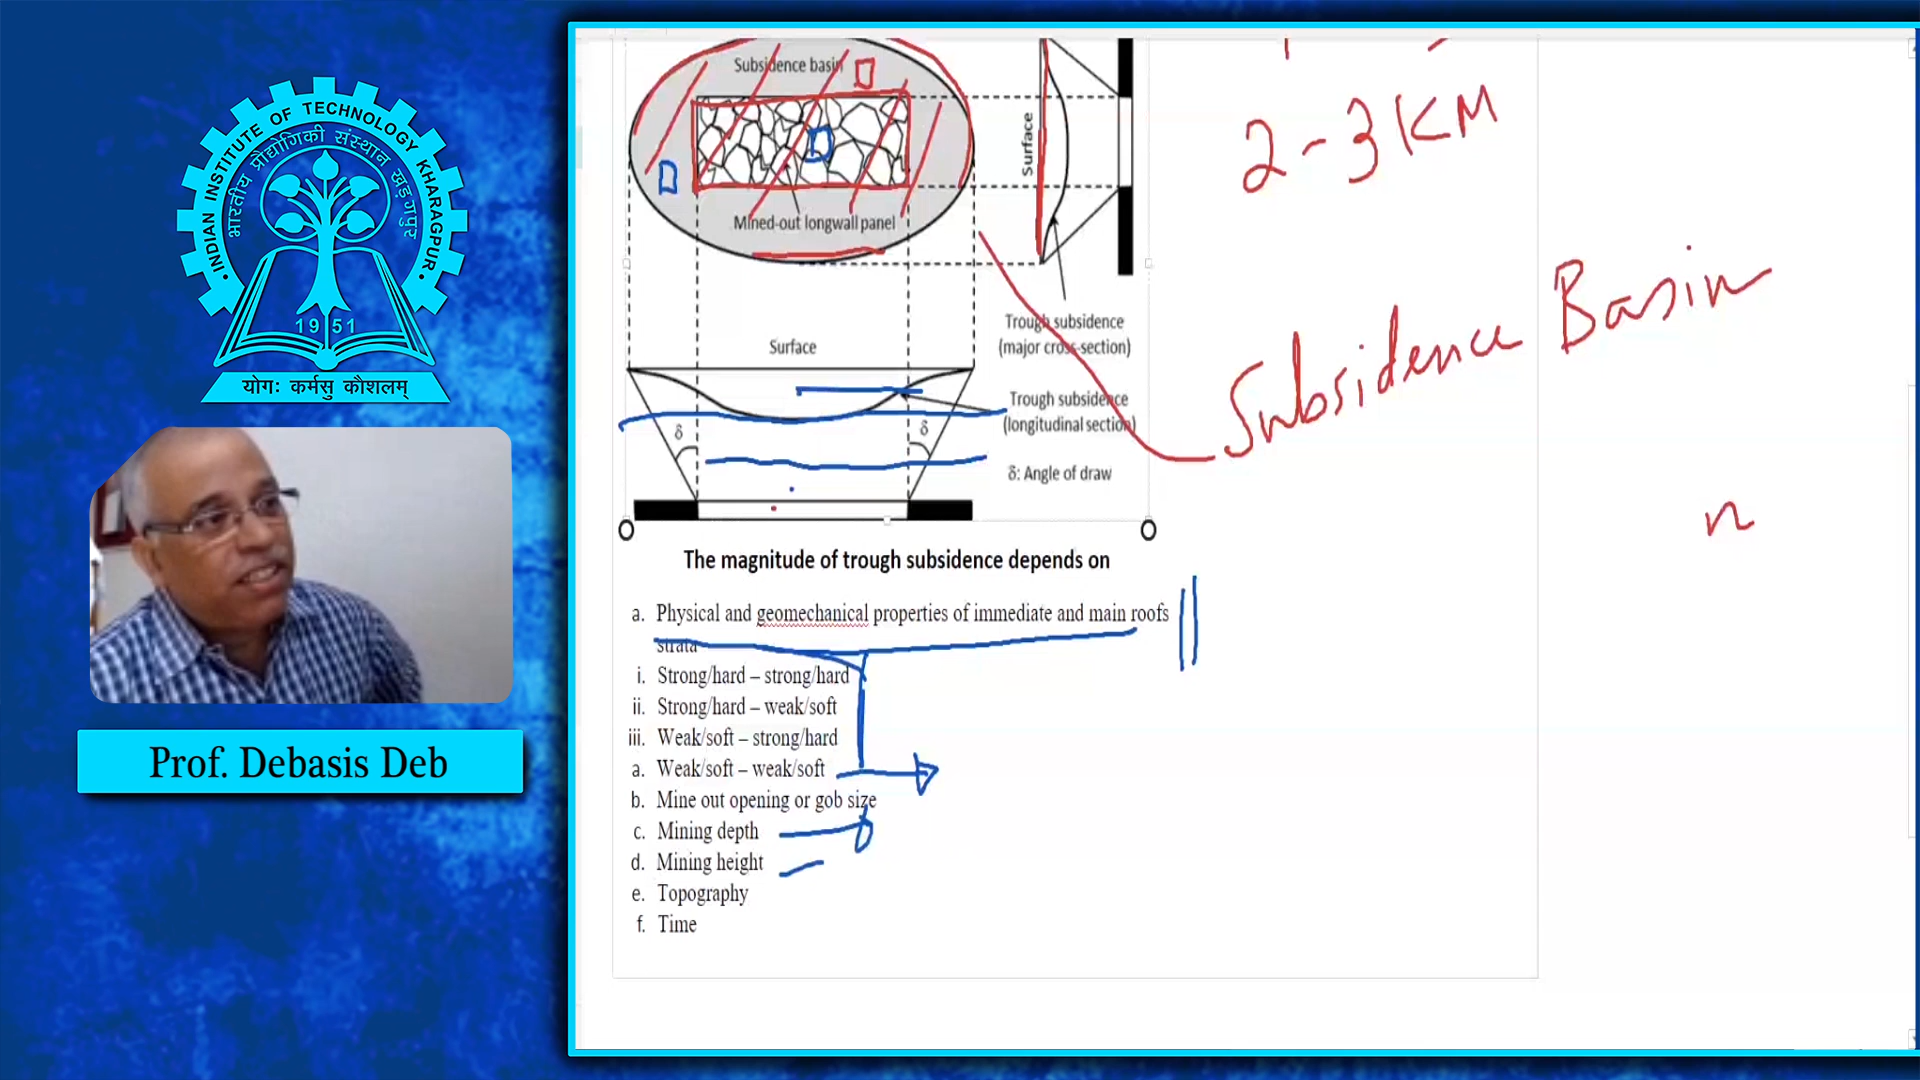 INDIAN INSTITUTE OF TECHNOLOGY KHARAGPUR
भारतीय प्रौद्योगिकी संस्थान खड़गपुर
1951
योगः कर्मसु कौशलम्
Prof. Debasis Deb
Subsidence basin
Mined-out longwall panel
Surface
2-3 KM
Subsidence Basin
Trough subsidence
(major cross-section)
Surface
Trough subsidence
(longitudinal section)
δ
δ
δ: Angle of draw
n
The magnitude of trough subsidence depends on
a. Physical and geomechanical properties of immediate and main roofs
strata
i. Strong/hard – strong/hard
ii. Strong/hard – weak/soft
iii. Weak/soft – strong/hard
a. Weak/soft – weak/soft
b. Mine out opening or gob size
c. Mining depth
d. Mining height
e. Topography
f. Time